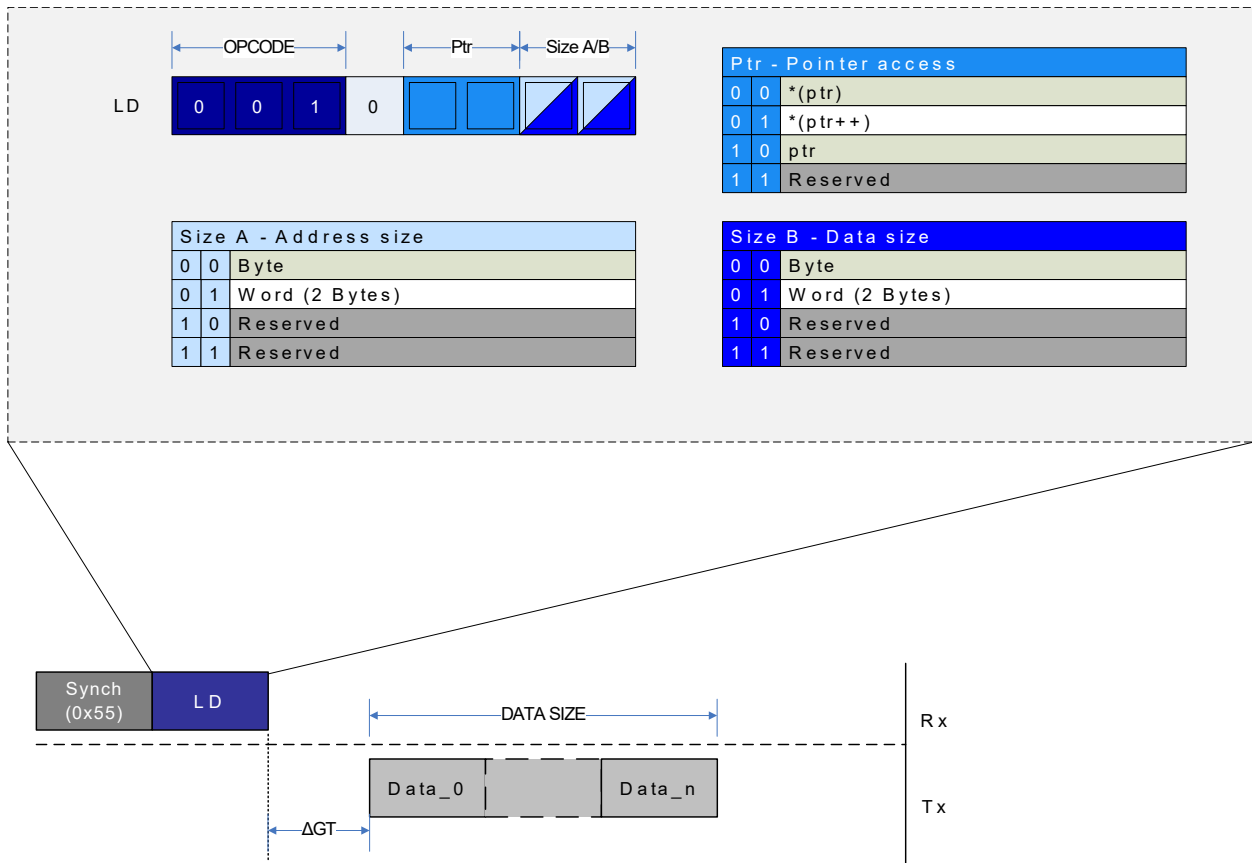 OPCODE Ptr Size A/B
LD 0 0 1 0
Ptr - Pointer access
0 0 *(ptr)
0 1 *(ptr++)
1 0 ptr
1 1 Reserved
Size A - Address size
0 0 Byte
0 1 Word (2 Bytes)
1 0 Reserved
1 1 Reserved
Size B - Data size
0 0 Byte
0 1 Word (2 Bytes)
1 0 Reserved
1 1 Reserved
Synch
(0x55)
LD
DATA SIZE
Rx
Data_0 Data_n
Tx
ΔGT